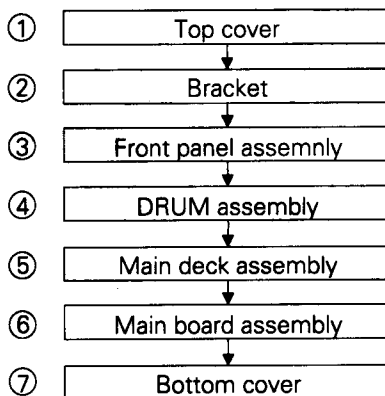 ① Top cover
② Bracket
③ Front panel assemnly
④ DRUM assembly
⑤ Main deck assembly
⑥ Main board assembly
⑦ Bottom cover